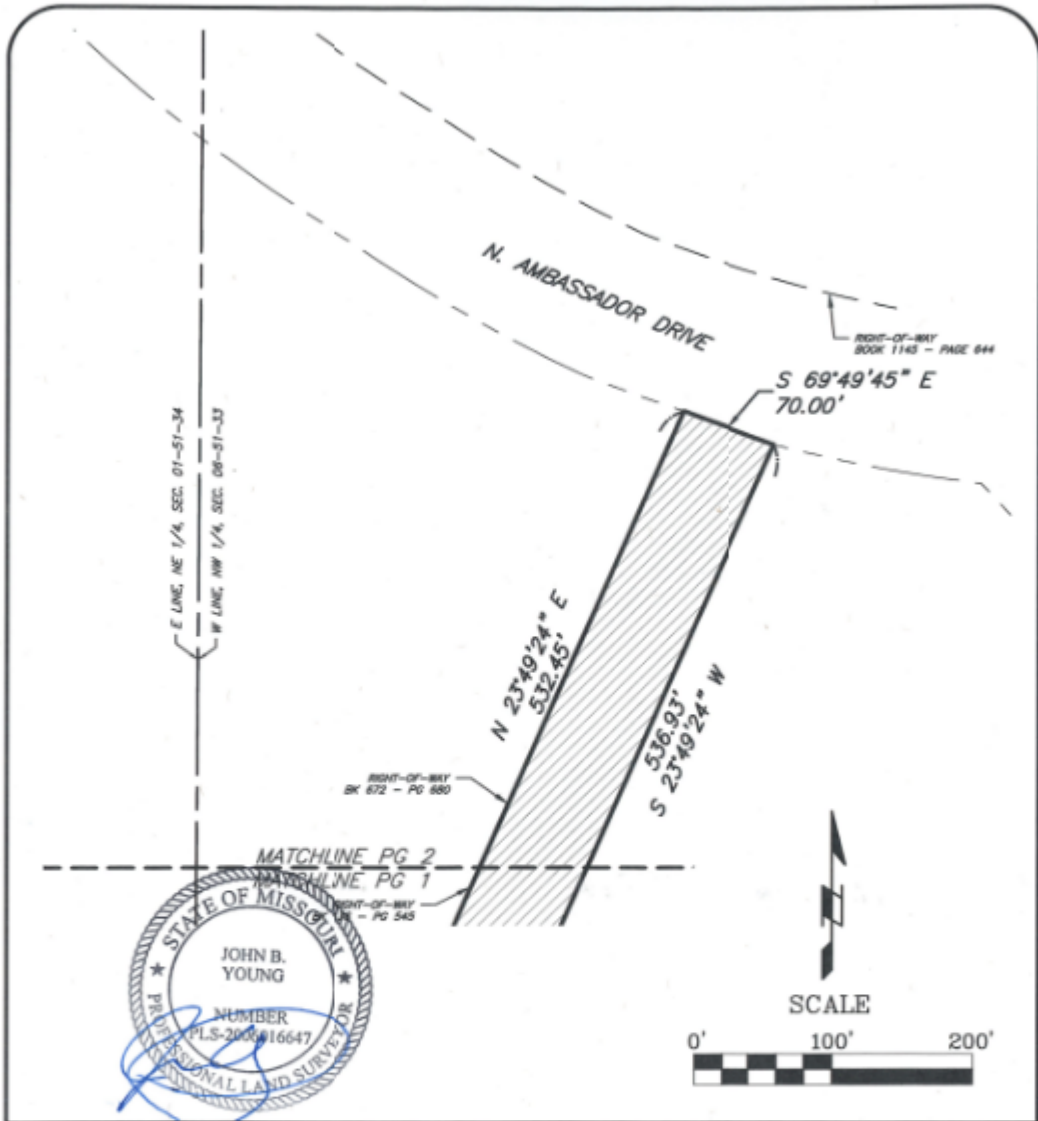 N. AMBASSADOR DRIVE
RIGHT-OF-WAY
BOOK 1145 - PAGE 644
S 69°49'45" E
70.00'
E LINE, NE 1/4, SEC. 01-51-34
W LINE, NW 1/4, SEC. 06-51-33
N 23°49'24" E
532.45'
536.93'
S 23°49'24" W
RIGHT-OF-WAY
BK 672 - PG 680
MATCHLINE PG 2
MATCHLINE PG 1
RIGHT-OF-WAY
- PG 545
STATE OF MISSOURI
JOHN B.
YOUNG
NUMBER
PLS-2006016647
PROFESSIONAL LAND SURVEYOR
SCALE
0' 100' 200'